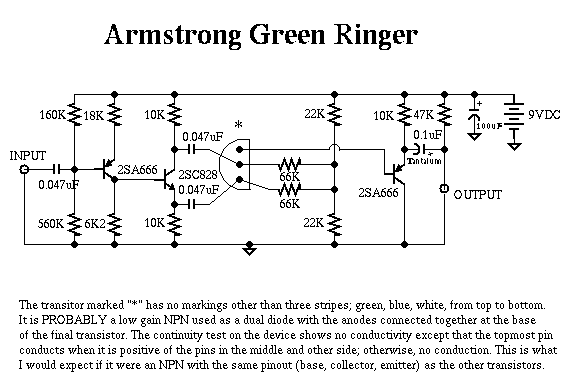 Armstrong Green Ringer
160K 18K 10K 22K 10K 47K
+
100uF 9VDC
* 0.1uF
0.047uF
Tantalum
INPUT
2SA666 2SC828
0.047uF 0.047uF
66K
2SA666
66K
OUTPUT
560K 6K2 10K 22K
The transitor marked "*" has no markings other than three stripes; green, blue, white, from top to bottom.
It is PROBABLY a low gain NPN used as a dual diode with the anodes connected together at the base
of the final transistor. The continuity test on the device shows no conductivity except that the topmost pin
conducts when it is positive of the pins in the middle and other side; otherwise, no conduction. This is what
I would expect if it were an NPN with the same pinout (base, collector, emitter) as the other transistors.